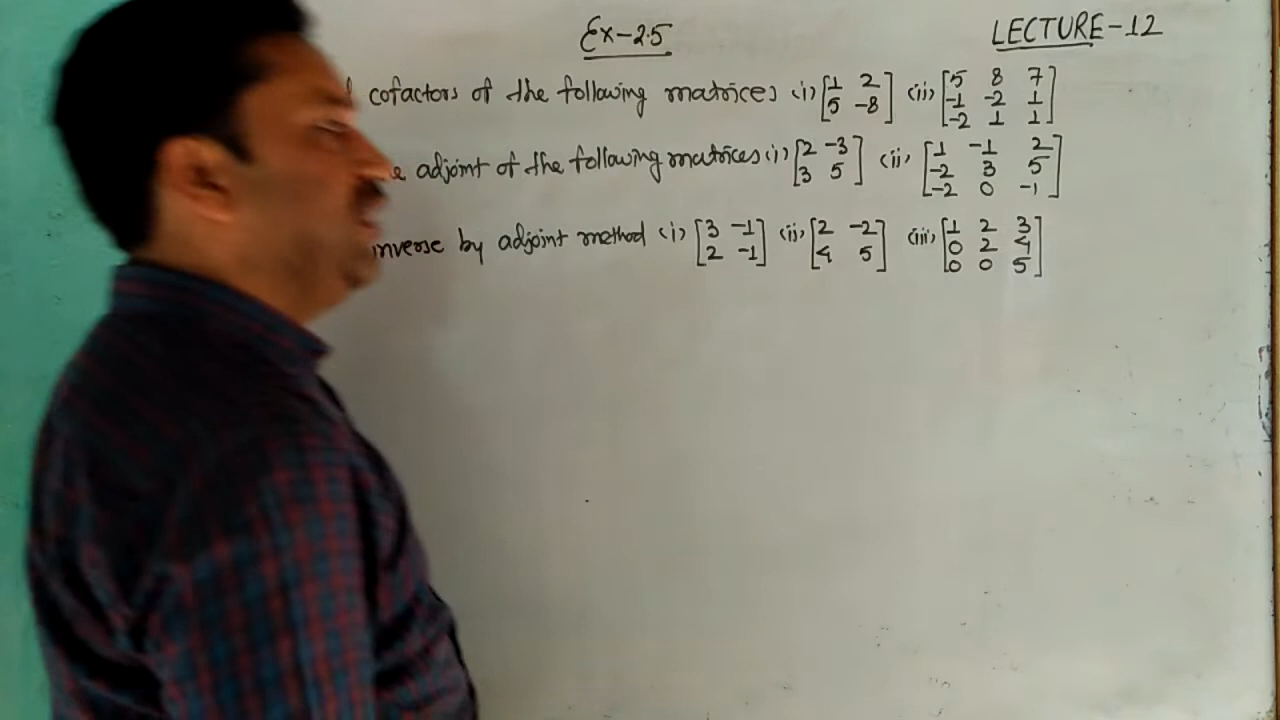 Ex-2.5
LECTURE-12
cofactors of the following matrices (i) [1 2
5 -8] (ii) [5 8 7
-1 -2 1
-2 1 1]
adjoint of the following matrices (i) [2 -3
3 5] (ii) [1 -1 2
-2 3 5
-2 0 -1]
inverse by adjoint method (i) [3 -1
2 -1] (ii) [2 -2
4 5] (iii) [1 2 3
0 2 4
0 0 5]